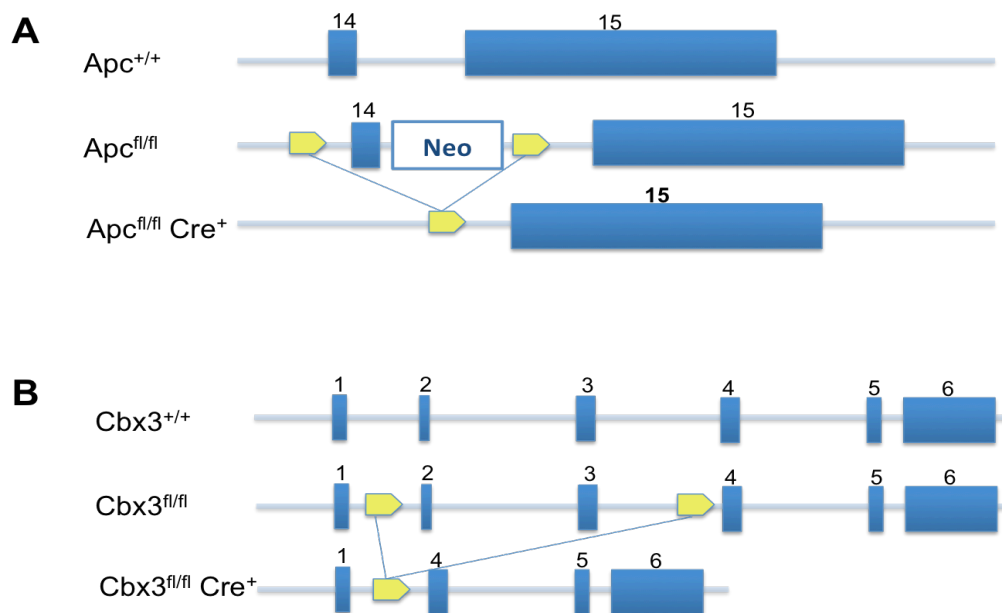 A
14 15
Apc+/+
14 15
Apcfl/fl
Neo
15
Apcfl/fl Cre+
B
1 2 3 4 5 6
Cbx3+/+
1 2 3 4 5 6
Cbx3fl/fl
1 4 5 6
Cbx3fl/fl Cre+